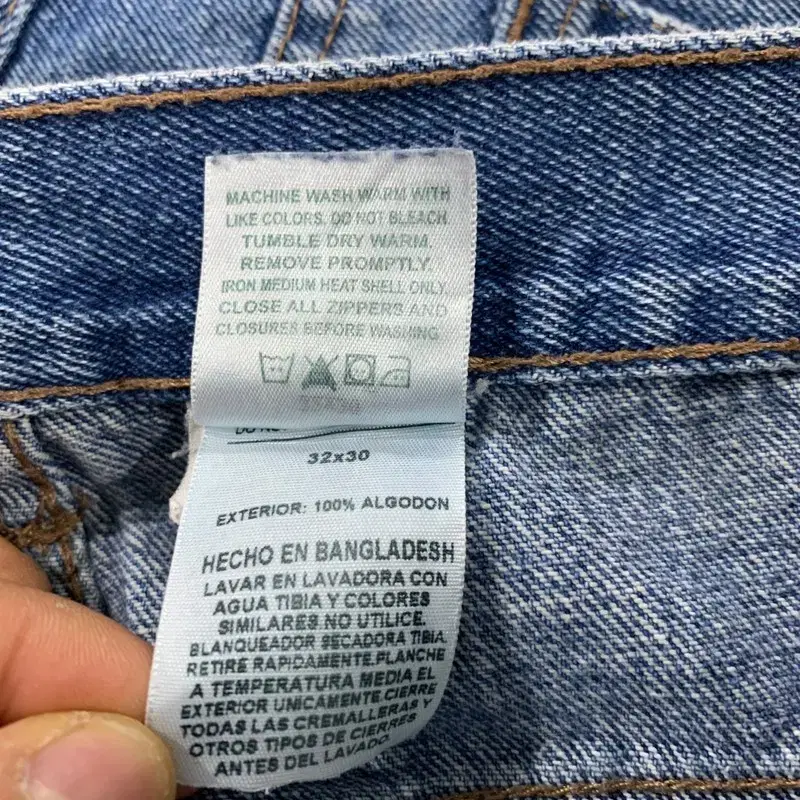 MACHINE WASH WARM WITH
LIKE COLORS. DO NOT BLEACH.
TUMBLE DRY WARM.
REMOVE PROMPTLY.
IRON MEDIUM HEAT SHELL ONLY.
CLOSE ALL ZIPPERS AND
CLOSURES BEFORE WASHING.
32x30
EXTERIOR: 100% ALGODON
HECHO EN BANGLADESH
LAVAR EN LAVADORA CON
AGUA TIBIA Y COLORES
SIMILARES NO UTILICE.
BLANQUEADOR SECADORA TIBIA.
RETIRE RAPIDAMENTE.PLANCHE
A TEMPERATURA MEDIA EL
EXTERIOR UNICAMENTE.CIERRE
TODAS LAS CREMALLERAS Y
OTROS TIPOS DE CIERRES
ANTES DEL LAVADO.